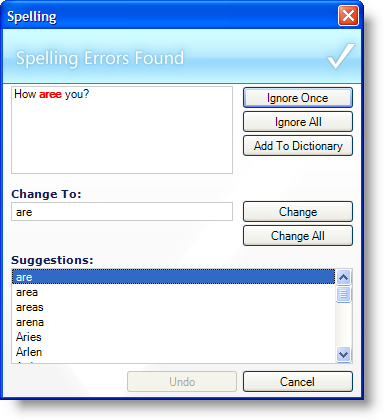 Spelling
Spelling Errors Found
How aree you?
Ignore Once
Ignore All
Add To Dictionary
Change To:
are
Change
Change All
Suggestions:
are
area
areas
arena
Aries
Arlen
Undo
Cancel